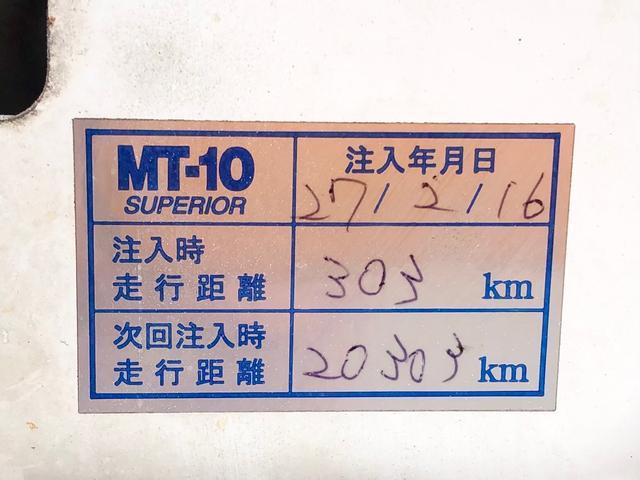 MT-10
SUPERIOR
注入年月日
27/2/16
注入時
走行距離
303 km
次回注入時
走行距離
20303 km